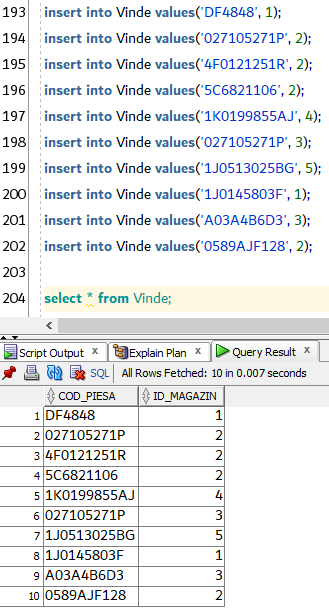 193 insert into Vinde values('DF4848', 1);
194 insert into Vinde values('027105271P', 2);
195 insert into Vinde values('4F0121251R', 2);
196 insert into Vinde values('5C6821106', 2);
197 insert into Vinde values('1K0199855AJ', 4);
198 insert into Vinde values('027105271P', 3);
199 insert into Vinde values('1J0513025BG', 5);
200 insert into Vinde values('1J0145803F', 1);
201 insert into Vinde values('A03A4B6D3', 3);
202 insert into Vinde values('0589AJF128', 2);
203
204 select * from Vinde;
Script Output x Explain Plan x Query Result x
SQL All Rows Fetched: 10 in 0.007 seconds
COD_PIESA ID_MAGAZIN
1 DF4848 1
2 027105271P 2
3 4F0121251R 2
4 5C6821106 2
5 1K0199855AJ 4
6 027105271P 3
7 1J0513025BG 5
8 1J0145803F 1
9 A03A4B6D3 3
10 0589AJF128 2